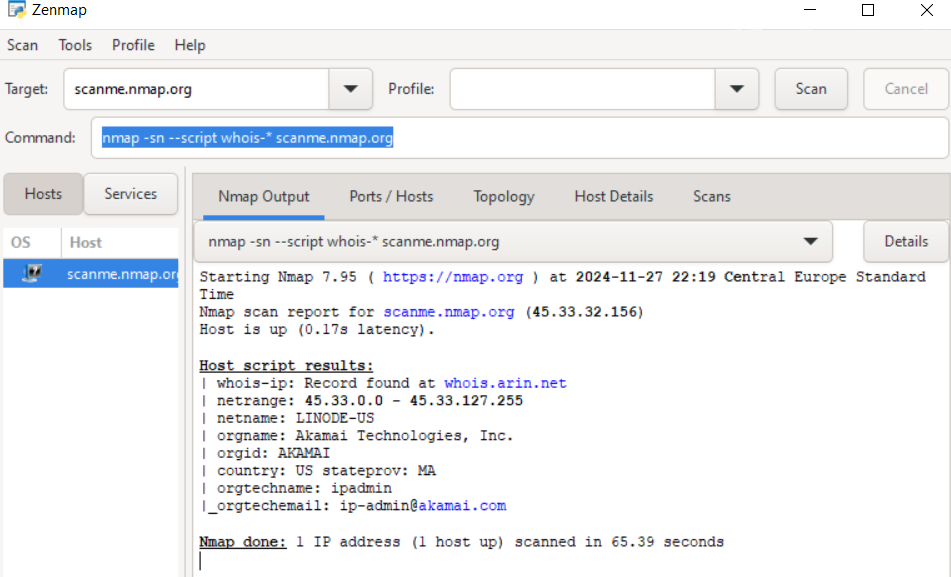 Zenmap
Scan Tools Profile Help
Target: scanme.nmap.org Profile: Scan Cancel
Command: nmap -sn --script whois-* scanme.nmap.org
Hosts Services
Nmap Output Ports / Hosts Topology Host Details Scans
OS Host
nmap -sn --script whois-* scanme.nmap.org Details
scanme.nmap.org
Starting Nmap 7.95 ( https://nmap.org ) at 2024-11-27 22:19 Central Europe Standard
Time
Nmap scan report for scanme.nmap.org (45.33.32.156)
Host is up (0.17s latency).
Host script results:
| whois-ip: Record found at whois.arin.net
| netrange: 45.33.0.0 - 45.33.127.255
| netname: LINODE-US
| orgname: Akamai Technologies, Inc.
| orgid: AKAMAI
| country: US stateprov: MA
| orgtechname: ipadmin
|_orgtechemail: ip-admin@akamai.com
Nmap done: 1 IP address (1 host up) scanned in 65.39 seconds